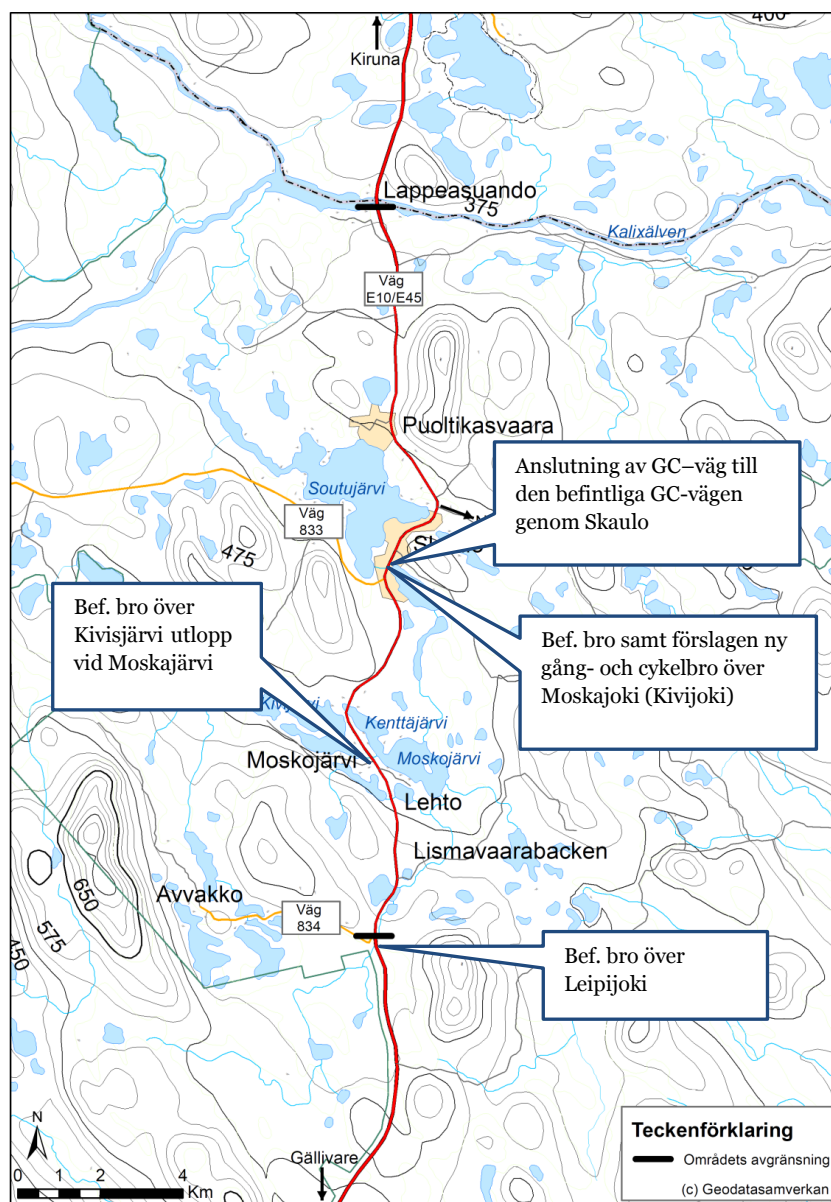 400
Kiruna
Lappeasuando
375
Kalixälven
Väg
E10/E45
Puoltikasvaara
Anslutning av GC–väg till
den befintliga GC-vägen
genom Skaulo
Soutujärvi
Väg
833
475
Bef. bro över
Kivisjärvi utlopp
vid Moskajärvi
Bef. bro samt förslagen ny
gång- och cykelbro över
Moskajoki (Kivijoki)
Kenttäjärvi
Moskojärvi
Moskojärvi
Lehto
Lismavaarabacken
650
Avvakko
Väg
834
575
450
Bef. bro över
Leipijoki
N
Gällivare
0 1 2 4
Km
Teckenförklaring
Områdets avgränsning
(c) Geodatasamverkan